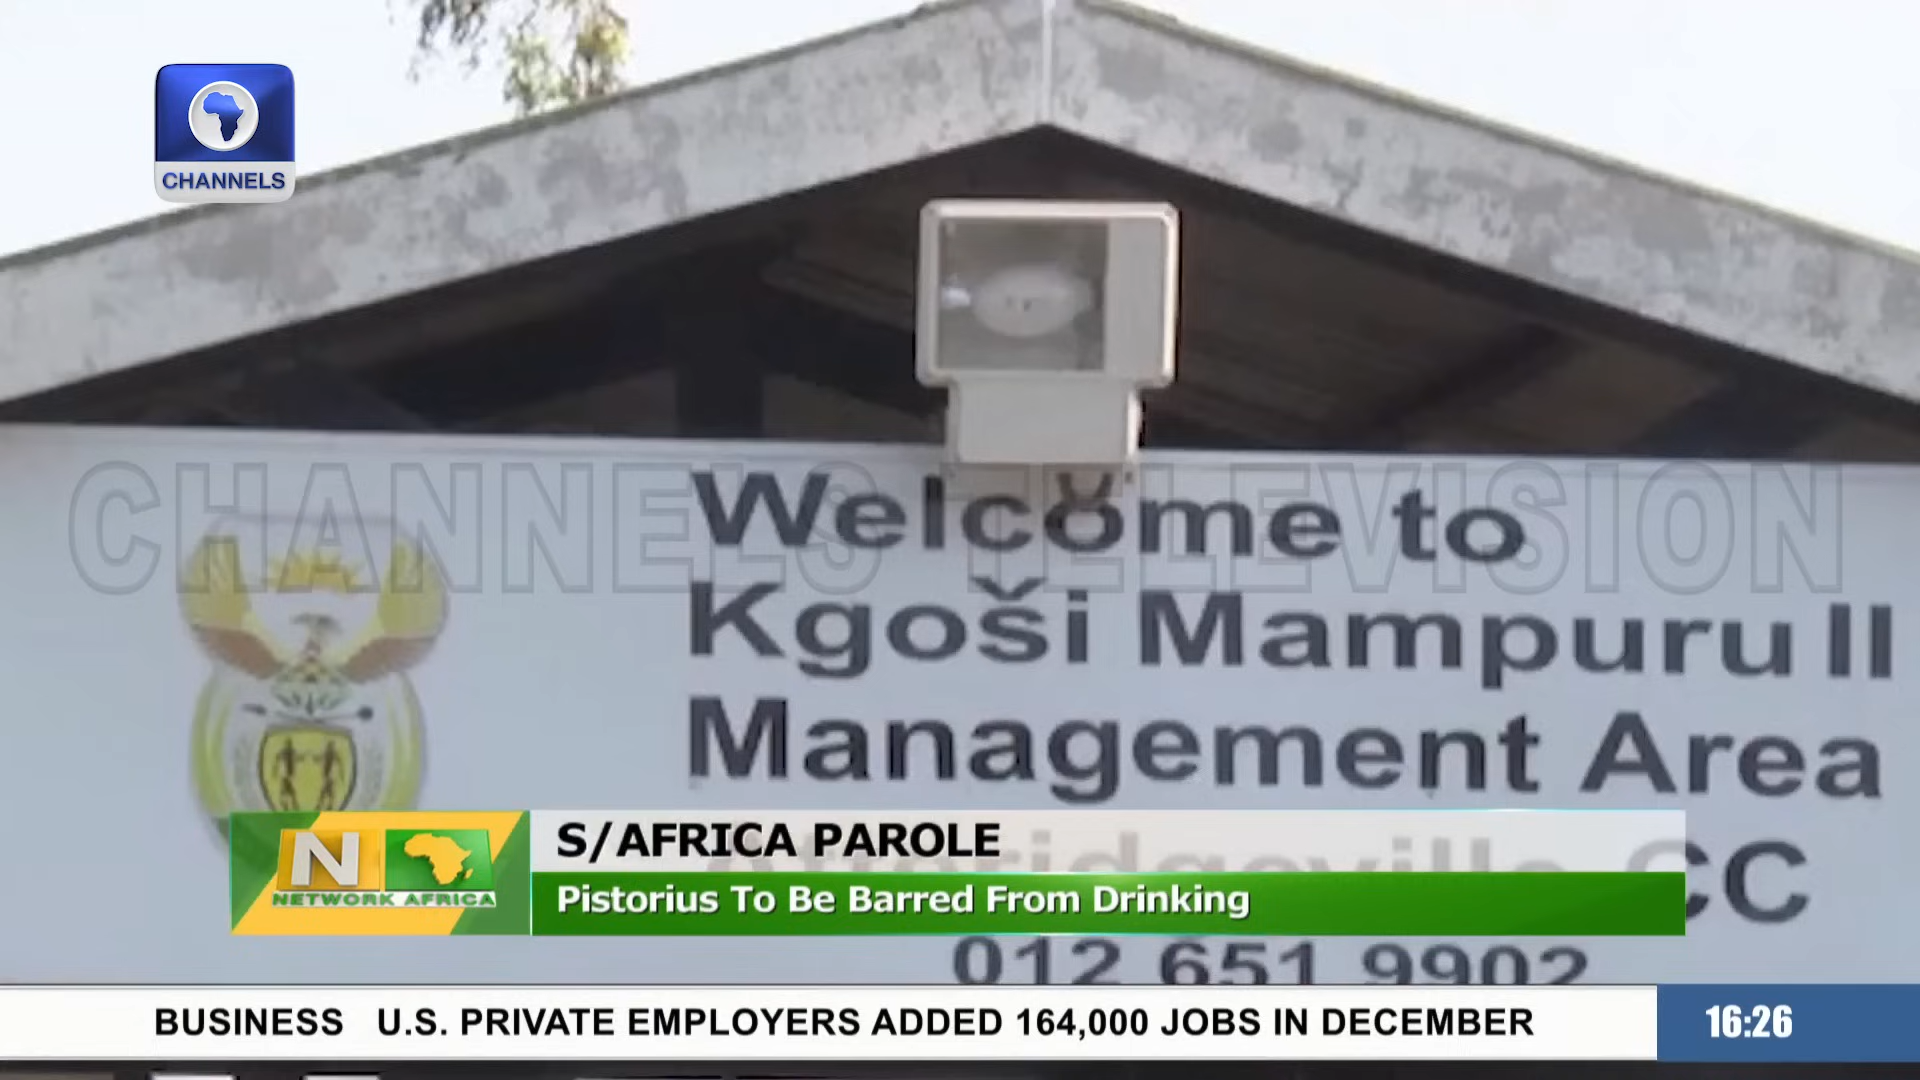 CHANNELS
CHANNELS TELEVISION
Welcome to
Kgoši Mampuru II
Management Area
CC
012 651 9902
N
NETWORK AFRICA
S/AFRICA PAROLE
Pistorius To Be Barred From Drinking
BUSINESS U.S. PRIVATE EMPLOYERS ADDED 164,000 JOBS IN DECEMBER
16:26